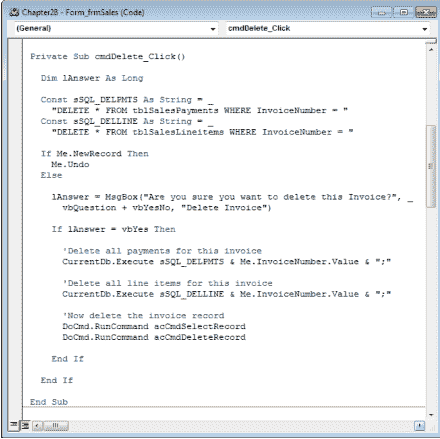 Chapter28 - Form_frmSales (Code)
(General) cmdDelete_Click
Private Sub cmdDelete_Click()
Dim lAnswer As Long
Const sSQL_DELPMTS As String = _
"DELETE * FROM tblSalesPayments WHERE InvoiceNumber = "
Const sSQL_DELLINE As String = _
"DELETE * FROM tblSalesLineitems WHERE InvoiceNumber = "
If Me.NewRecord Then
Me.Undo
Else
lAnswer = MsgBox("Are you sure you want to delete this Invoice?", _
vbQuestion + vbYesNo, "Delete Invoice")
If lAnswer = vbYes Then
'Delete all payments for this invoice
CurrentDb.Execute sSQL_DELPMTS & Me.InvoiceNumber.Value & ";"
'Delete all line items for this invoice
CurrentDb.Execute sSQL_DELLINE & Me.InvoiceNumber.Value & ";"
'Now delete the invoice record
DoCmd.RunCommand acCmdSelectRecord
DoCmd.RunCommand acCmdDeleteRecord
End If
End If
End Sub